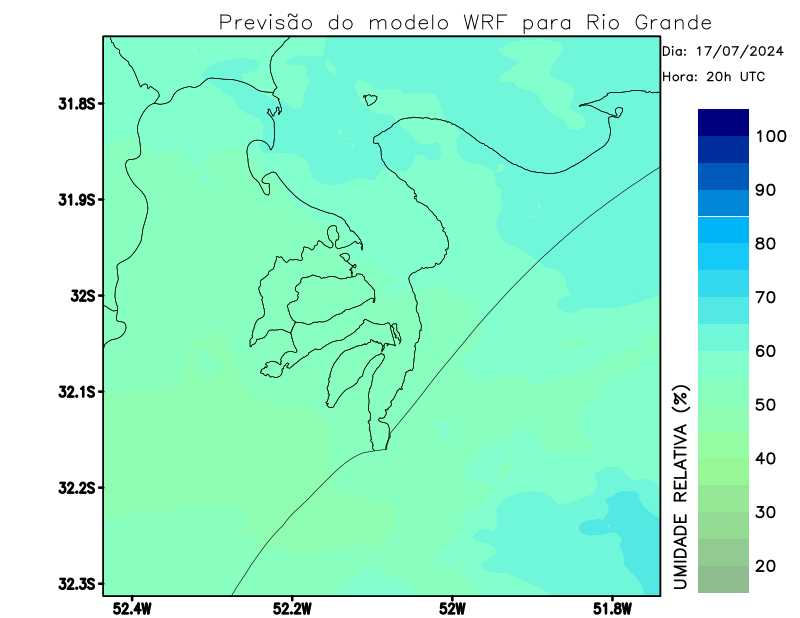 Previsão do modelo WRF para Rio Grande
Dia: 17/07/2024
Hora: 20h UTC
31.8S
31.9S
32S
32.1S
32.2S
32.3S
52.4W
52.2W
52W
51.8W
100
90
80
70
60
50
40
30
20
UMIDADE RELATIVA (%)